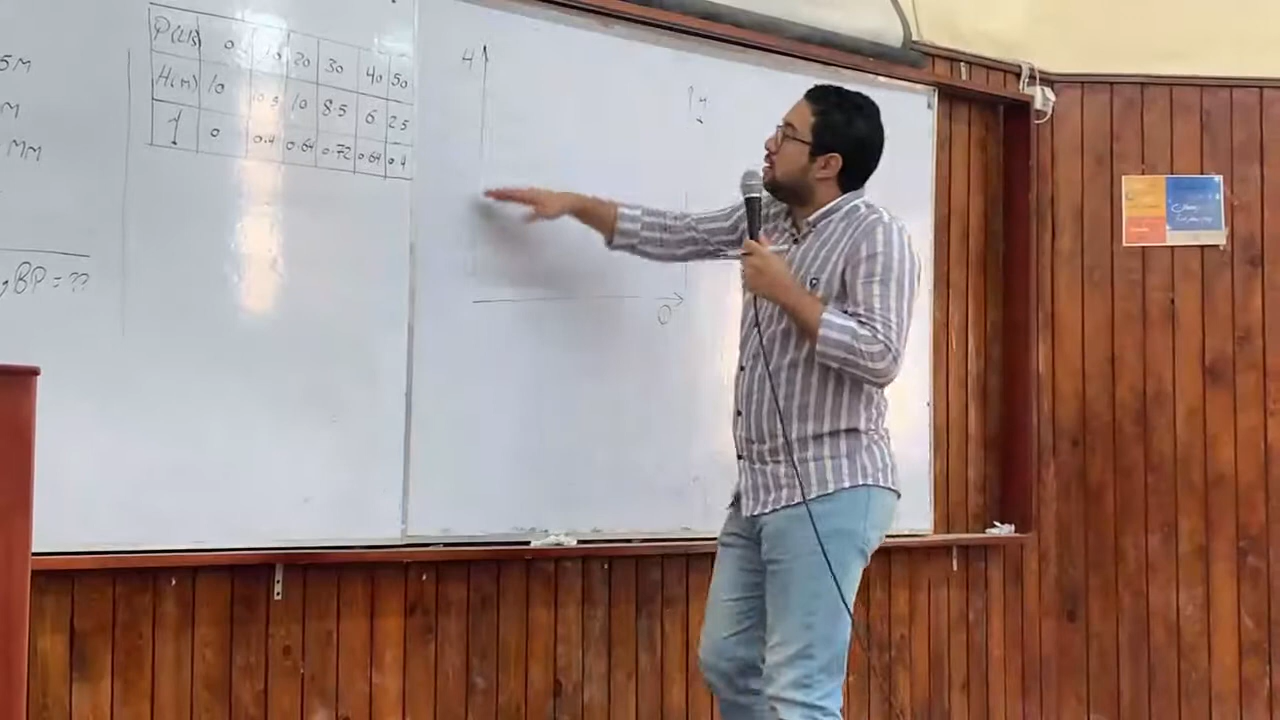 5M
M
MM
BP = ??
Q(L/S) 0 10 20 30 40 50
H(M) 10 10.5 10 8.5 6 2.5
η 0 0.4 0.64 0.72 0.64 0.4
H
η
Q